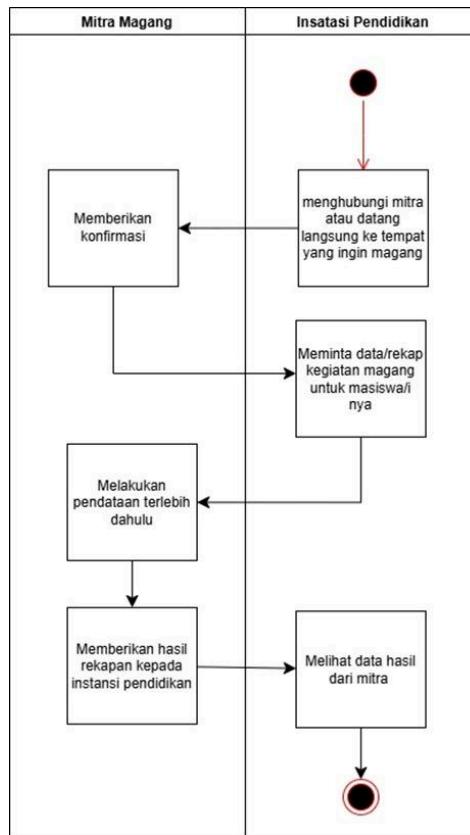 Mitra Magang
Insatasi Pendidikan
menghubungi mitra
atau datang
langsung ke tempat
yang ingin magang
Memberikan
konfirmasi
Meminta data/rekap
kegiatan magang
untuk masiswa/i
nya
Melakukan
pendataan terlebih
dahulu
Memberikan hasil
rekapan kepada
instansi pendidikan
Melihat data hasil
dari mitra